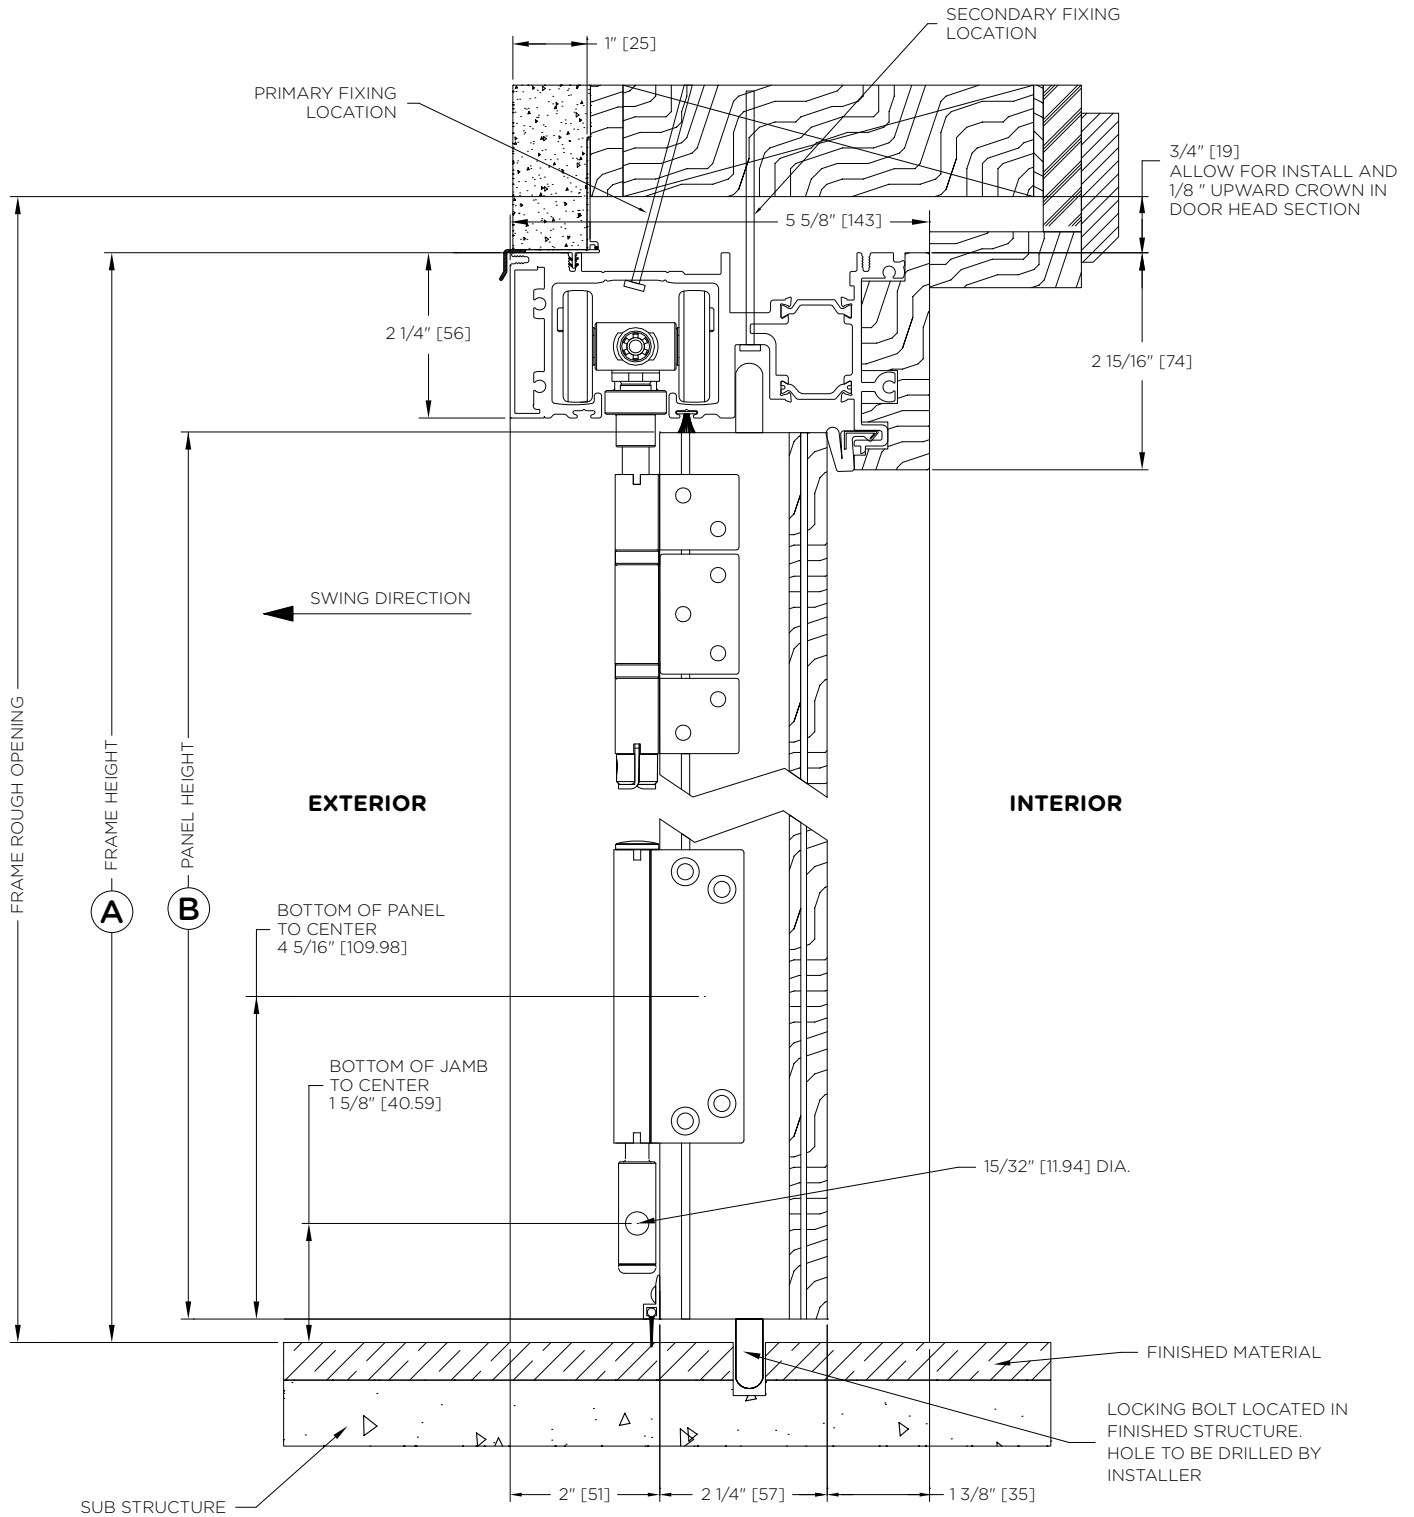 SECONDARY FIXING
LOCATION
1" [25]
PRIMARY FIXING
LOCATION
3/4" [19]
ALLOW FOR INSTALL AND
1/8 " UPWARD CROWN IN
DOOR HEAD SECTION
5 5/8" [143]
2 1/4" [56]
2 15/16" [74]
SWING DIRECTION
FRAME ROUGH OPENING
FRAME HEIGHT
PANEL HEIGHT
EXTERIOR
INTERIOR
A
B
BOTTOM OF PANEL
TO CENTER
4 5/16" [109.98]
BOTTOM OF JAMB
TO CENTER
1 5/8" [40.59]
15/32" [11.94] DIA.
FINISHED MATERIAL
LOCKING BOLT LOCATED IN
FINISHED STRUCTURE.
HOLE TO BE DRILLED BY
INSTALLER
SUB STRUCTURE
2" [51]
2 1/4" [57]
1 3/8" [35]